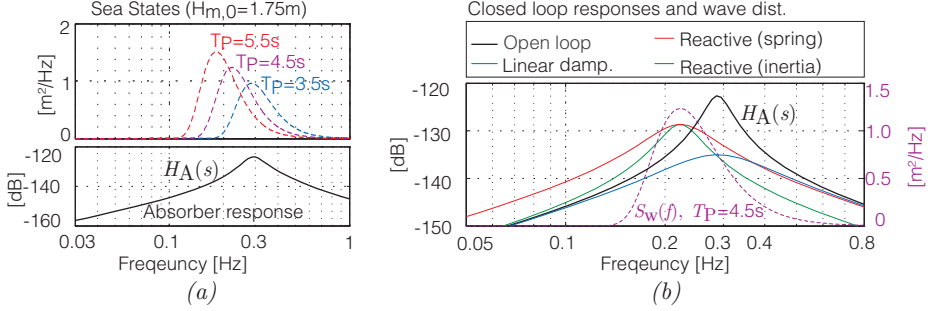 Sea States (Hm,0=1.75m)
[m²/Hz]
2
1
0
TP=5.5s
TP=4.5s
TP=3.5s
[dB]
-120
-140
-160
HA(s)
Absorber response
0.03
0.1
0.3
1
Freqeuncy [Hz]
(a)
Closed loop responses and wave dist.
Open loop
Reactive (spring)
Linear damp.
Reactive (inertia)
[dB]
-120
-130
-140
-150
HA(s)
Sw(f), TP=4.5s
1.5
1.0
0.5
0
[m²/Hz]
0.05
0.1
0.2
0.3
0.4
0.8
Freqeuncy [Hz]
(b)